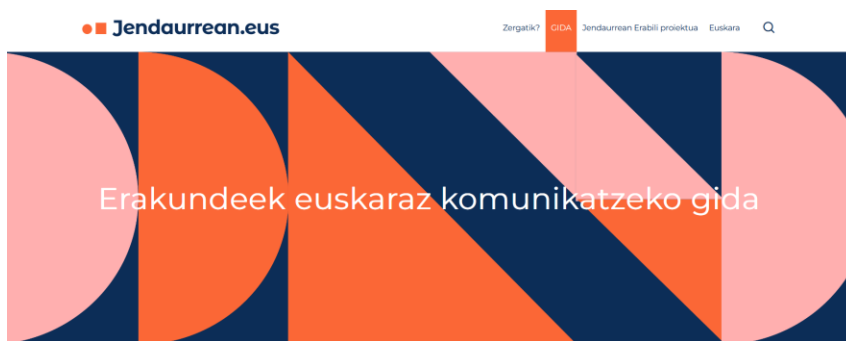 Jendaurrean.eus
Zergatik? GIDA Jendaurrean Erabili proiektua Euskara
Erakundeek euskaraz komunikatzeko gida